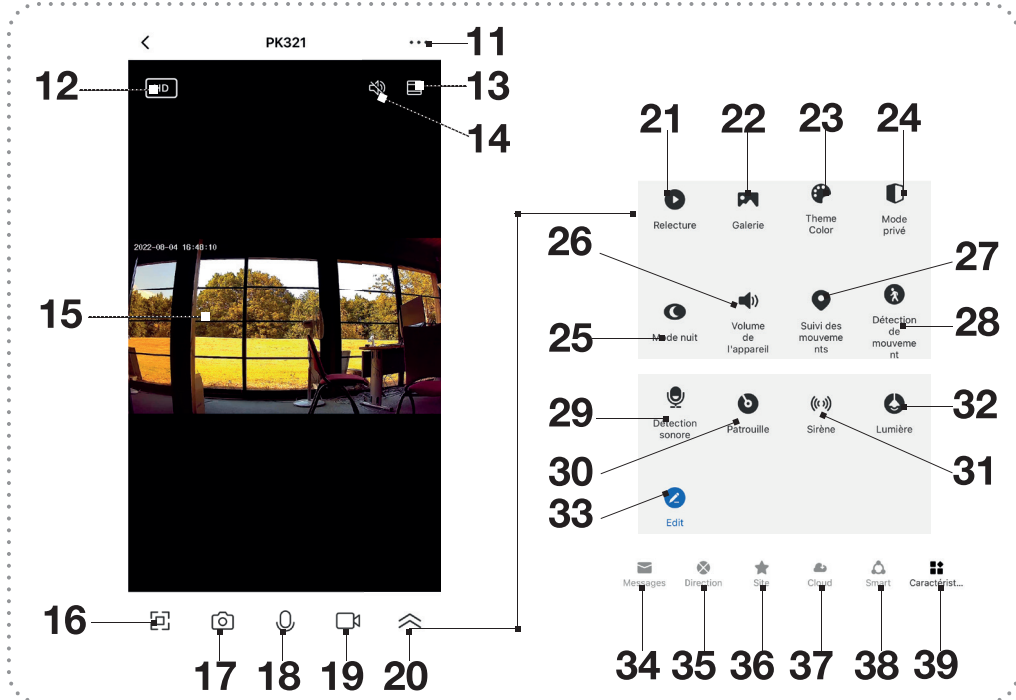 PK321
11
12
HD
13
14
2022-08-04 16:48:10
15
16
17
18
19
20
21
22
23
24
Relecture
Galerie
Theme
Color
Mode
privé
26
27
25
28
Mode nuit
Volume
de
l'appareil
Suivi des
mouveme
nts
Détection
de
mouveme
nt
29
32
Détection
sonore
Patrouille
Sirène
Lumière
30
31
33
Edit
Messages
Direction
Site
Cloud
Smart
Caractérist...
34
35
36
37
38
39